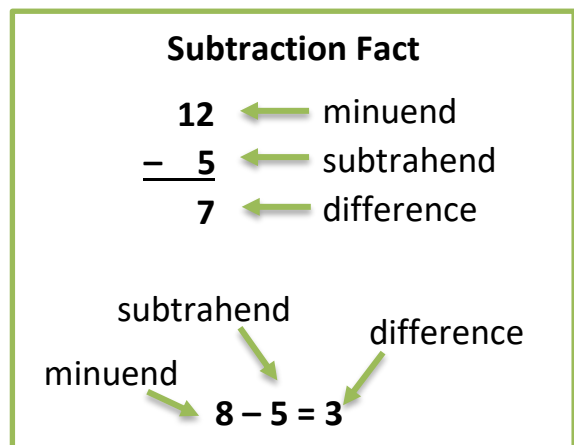 Subtraction Fact
12 minuend
– 5 subtrahend
7 difference
subtrahend
difference
minuend
8 – 5 = 3